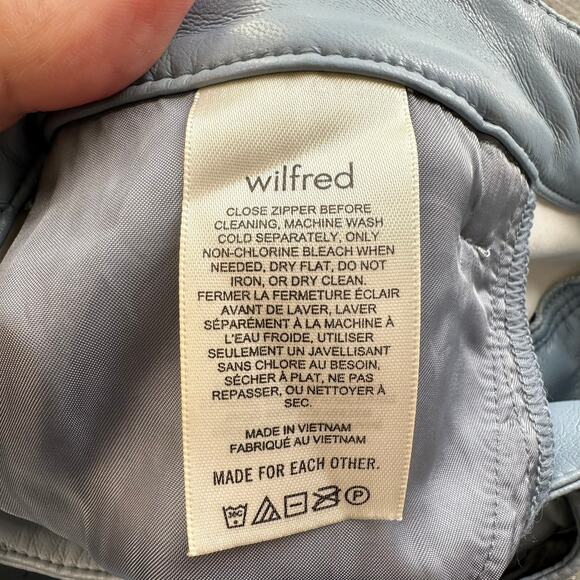 wilfred
CLOSE ZIPPER BEFORE
CLEANING, MACHINE WASH
COLD SEPARATELY, ONLY
NON-CHLORINE BLEACH WHEN
NEEDED, DRY FLAT, DO NOT
IRON, OR DRY CLEAN.
FERMER LA FERMETURE ÉCLAIR
AVANT DE LAVER, LAVER
SÉPARÉMENT À LA MACHINE À
L'EAU FROIDE, UTILISER
SEULEMENT UN JAVELLISANT
SANS CHLORE AU BESOIN,
SÉCHER À PLAT, NE PAS
REPASSER, OU NETTOYER À
SEC.
MADE IN VIETNAM
FABRIQUÉ AU VIETNAM
MADE FOR EACH OTHER.
30C P